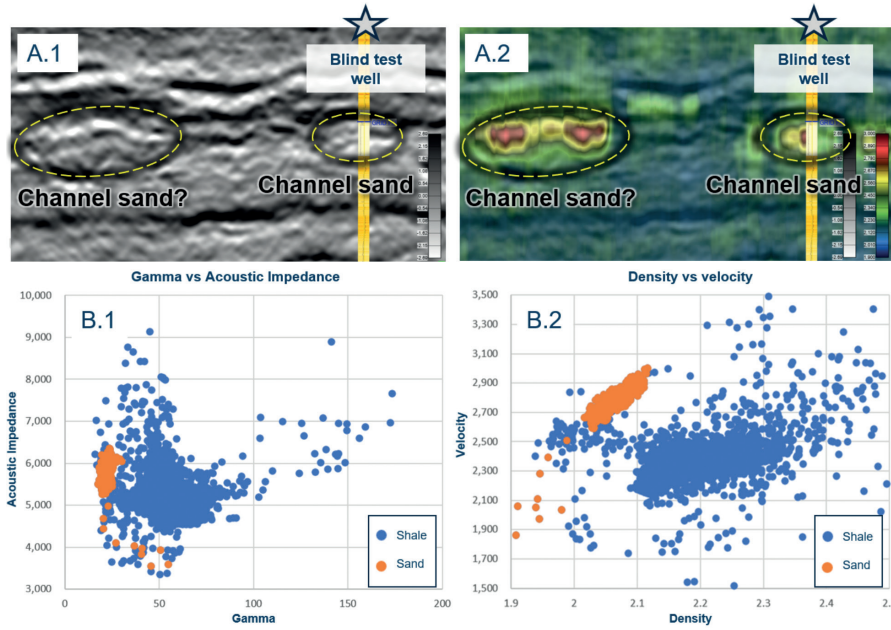 A.1
Blind test
well
Channel sand?
Channel sand
A.2
Blind test
well
Channel sand?
Channel sand
Gamma vs Acoustic Impedance
B.1
Acoustic Impedance
10,000
9,000
8,000
7,000
6,000
5,000
4,000
3,000
0
50
100
150
200
Gamma
Shale
Sand
Density vs velocity
B.2
Velocity
3,500
3,300
3,100
2,900
2,700
2,500
2,300
2,100
1,900
1,700
1,500
1.9
2
2.1
2.2
2.3
2.4
2.
Density
Shale
Sand